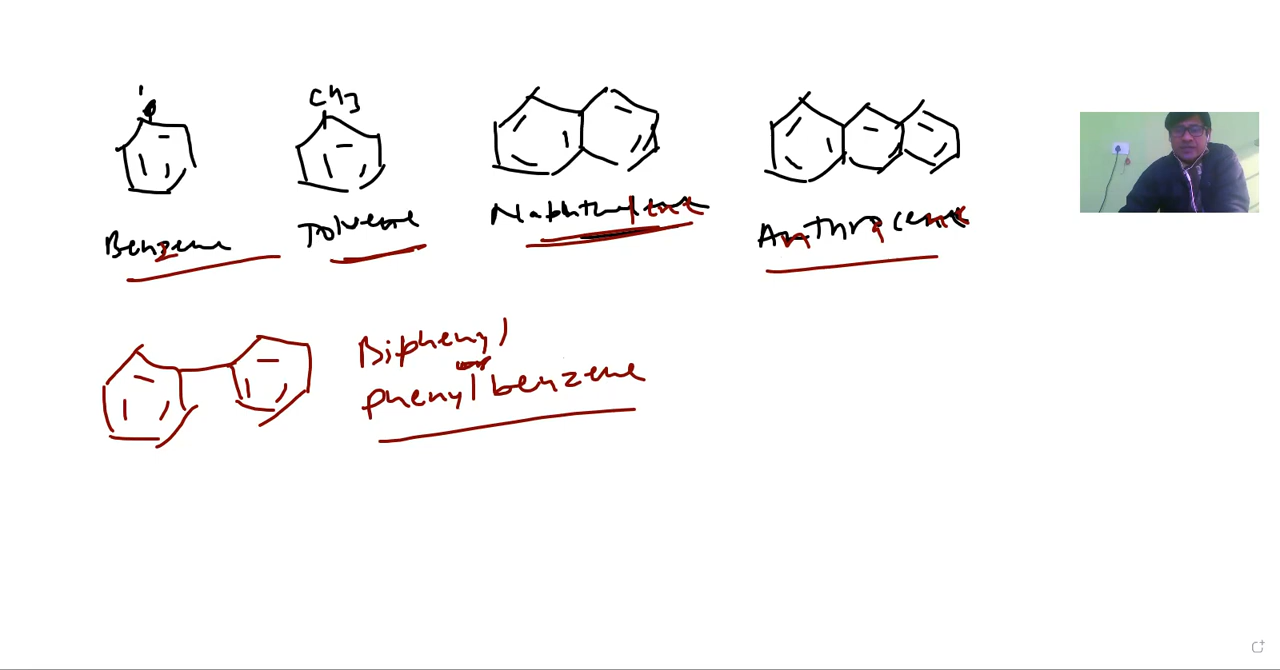 CH3
Benzene
Toluene
Naphthalene
Anthracene
Biphenyl
or
phenyl benzene